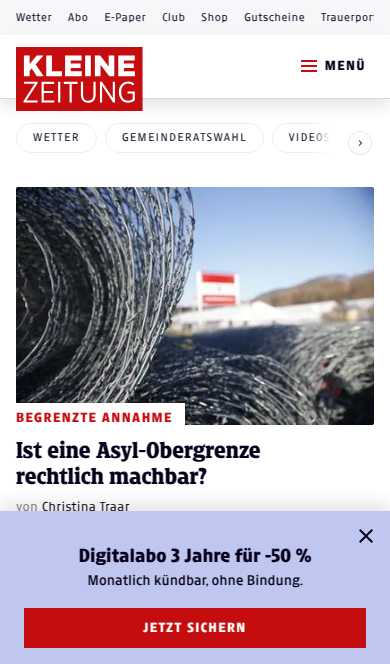 Wetter Abo E-Paper Club Shop Gutscheine Trauerpor
KLEINE
ZEITUNG
MENÜ
WETTER GEMEINDERATSWAHL VIDEOS
BEGRENZTE ANNAHME
Ist eine Asyl-Obergrenze
rechtlich machbar?
von Christina Traar
Digitalabo 3 Jahre für -50 %
Monatlich kündbar, ohne Bindung.
JETZT SICHERN